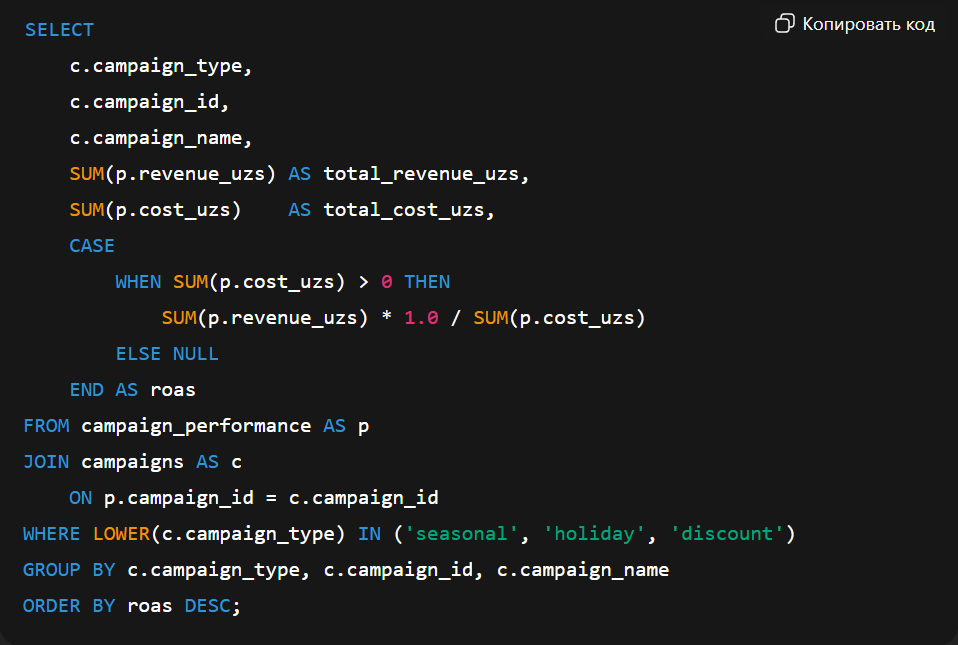 Копировать код
SELECT
    c.campaign_type,
    c.campaign_id,
    c.campaign_name,
    SUM(p.revenue_uzs) AS total_revenue_uzs,
    SUM(p.cost_uzs)    AS total_cost_uzs,
    CASE
        WHEN SUM(p.cost_uzs) > 0 THEN
            SUM(p.revenue_uzs) * 1.0 / SUM(p.cost_uzs)
        ELSE NULL
    END AS roas
FROM campaign_performance AS p
JOIN campaigns AS c
    ON p.campaign_id = c.campaign_id
WHERE LOWER(c.campaign_type) IN ('seasonal', 'holiday', 'discount')
GROUP BY c.campaign_type, c.campaign_id, c.campaign_name
ORDER BY roas DESC;